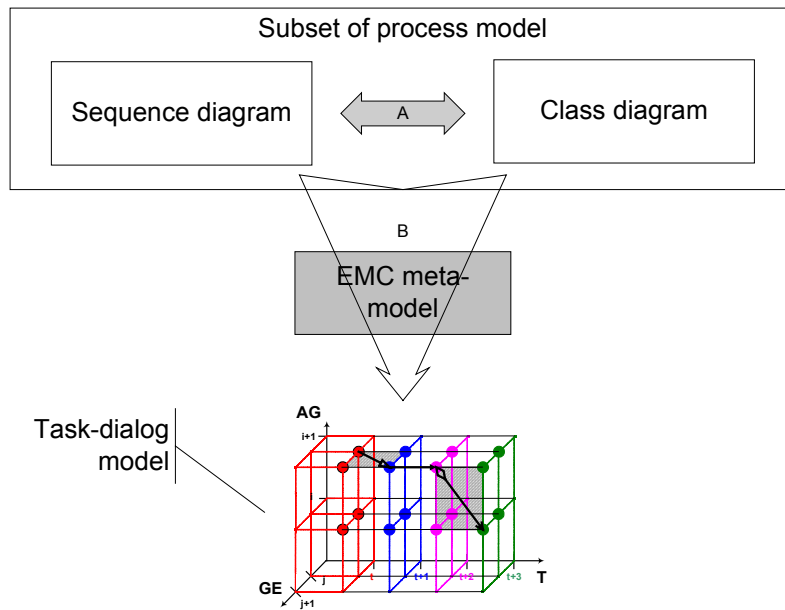 Subset of process model
Sequence diagram
A
Class diagram
B
EMC meta-
model
Task-dialog
model
AG
i+1
i
j
t
t+1
t+2
t+3
T
GE
j+1